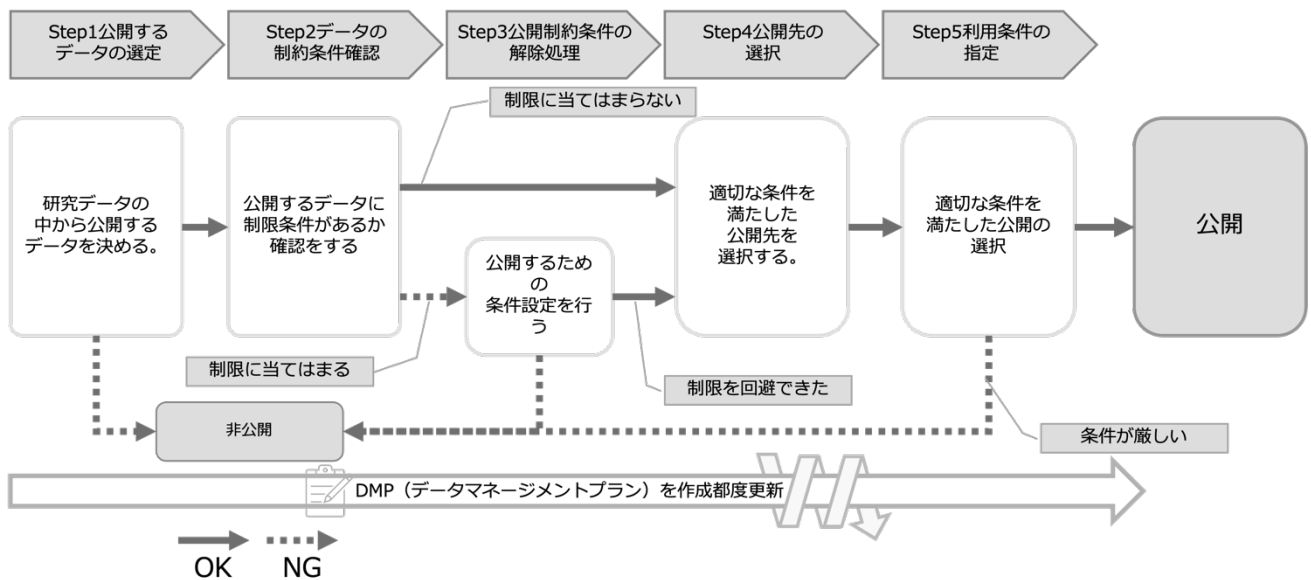 Step1公開する
データの選定
Step2データの
制約条件確認
Step3公開制約条件の
解除処理
Step4公開先の
選択
Step5利用条件の
指定
制限に当てはまらない
研究データの
中から公開する
データを決める。
公開するデータに
制限条件があるか
確認をする
公開するための
条件設定を行
う
適切な条件を
満たした
公開先を
選択する。
適切な条件を
満たした公開の
選択
公開
制限に当てはまる
制限を回避できた
非公開
条件が厳しい
DMP(データマネージメントプラン)を作成都度更新
OK
NG